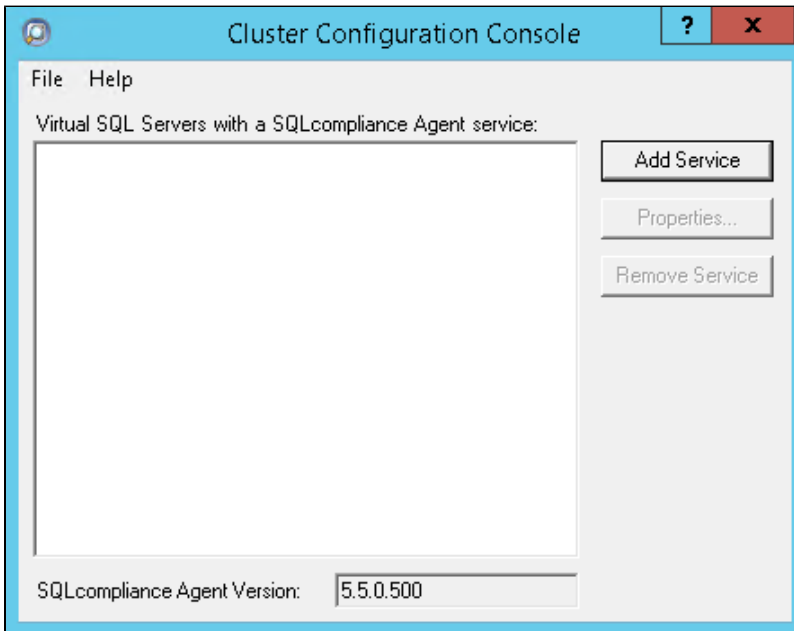 Cluster Configuration Console
? x
File Help
Virtual SQL Servers with a SQLcompliance Agent service:
Add Service
Properties...
Remove Service
SQLcompliance Agent Version: 5.5.0.500